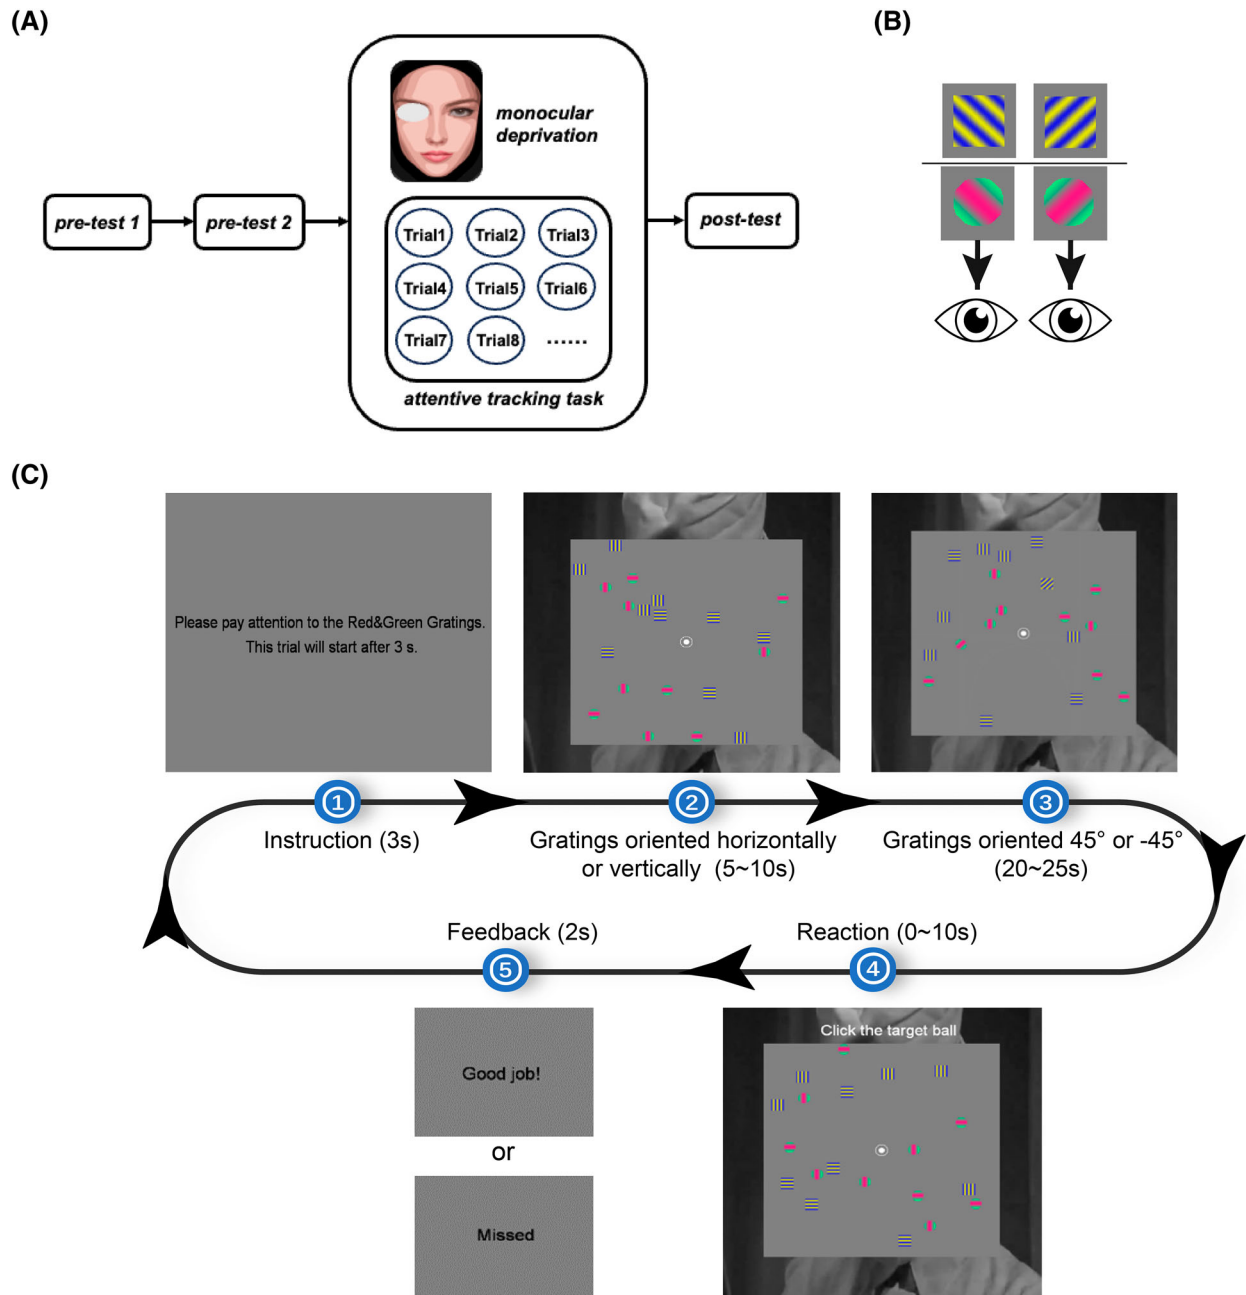 (A)
monocular
deprivation
pre-test 1
pre-test 2
post-test
Trial1
Trial2
Trial3
Trial4
Trial5
Trial6
Trial7
Trial8
......
attentive tracking task
(B)
(C)
Please pay attention to the Red&Green Gratings.
This trial will start after 3 s.
1
2
3
Instruction (3s)
Gratings oriented horizontally
or vertically (5~10s)
Gratings oriented 45° or -45°
(20~25s)
Feedback (2s)
Reaction (0~10s)
5
4
Good job!
or
Missed
Click the target ball